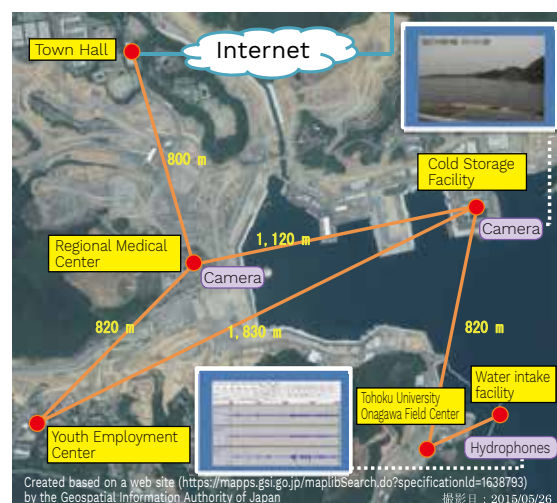 Town Hall
Internet
800 m
Cold Storage
Facility
Camera
Regional Medical
Center
Camera
1,120 m
820 m
1,830 m
820 m
Water intake
facility
Tohoku University
Onagawa Field Center
Hydrophones
Youth Employment
Center
Created based on a web site (https://mapps.gsi.go.jp/maplibSearch.do?specificationId=1638793)
by the Geospatial Information Authority of Japan
撮影日：2015/05/26